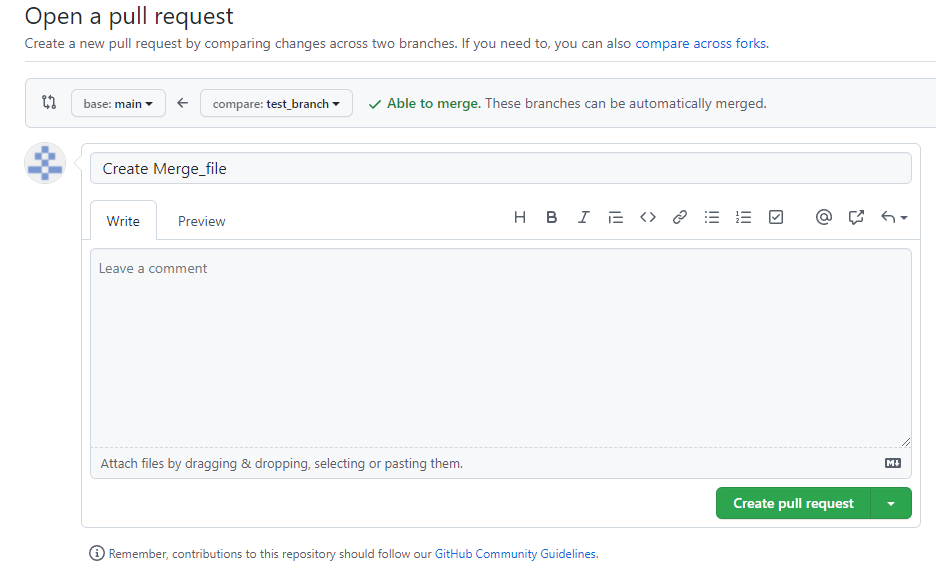 Open a pull request
Create a new pull request by comparing changes across two branches. If you need to, you can also compare across forks.
base: main compare: test_branch Able to merge. These branches can be automatically merged.
Create Merge_file
Write Preview H B I @
Leave a comment
Attach files by dragging & dropping, selecting or pasting them.
Create pull request
Remember, contributions to this repository should follow our GitHub Community Guidelines.